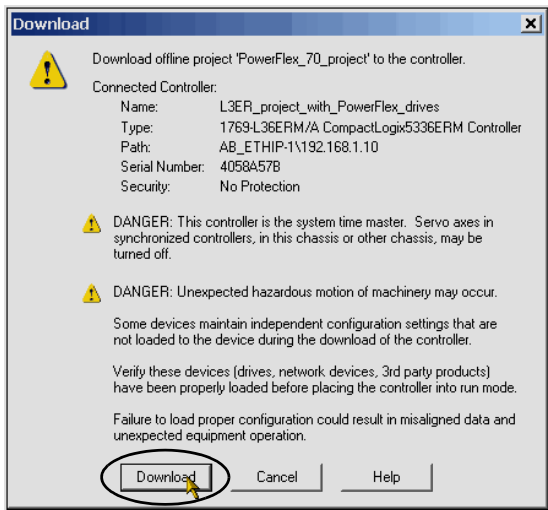 Download
Download offline project 'PowerFlex_70_project' to the controller.
Connected Controller:
Name: L3ER_project_with_PowerFlex_drives
Type: 1769-L36ERM/A CompactLogix5336ERM Controller
Path: AB_ETHIP-1\192.168.1.10
Serial Number: 4058A57B
Security: No Protection
DANGER: This controller is the system time master. Servo axes in
synchronized controllers, in this chassis or other chassis, may be
turned off.
DANGER: Unexpected hazardous motion of machinery may occur.
Some devices maintain independent configuration settings that are
not loaded to the device during the download of the controller.
Verify these devices (drives, network devices, 3rd party products)
have been properly loaded before placing the controller into run mode.
Failure to load proper configuration could result in misaligned data and
unexpected equipment operation.
Download Cancel Help